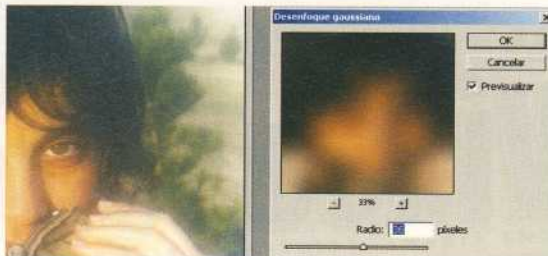 Desenfoque gaussiano
OK
Cancelar
Previsualizar
- 33% +
Radio: píxeles